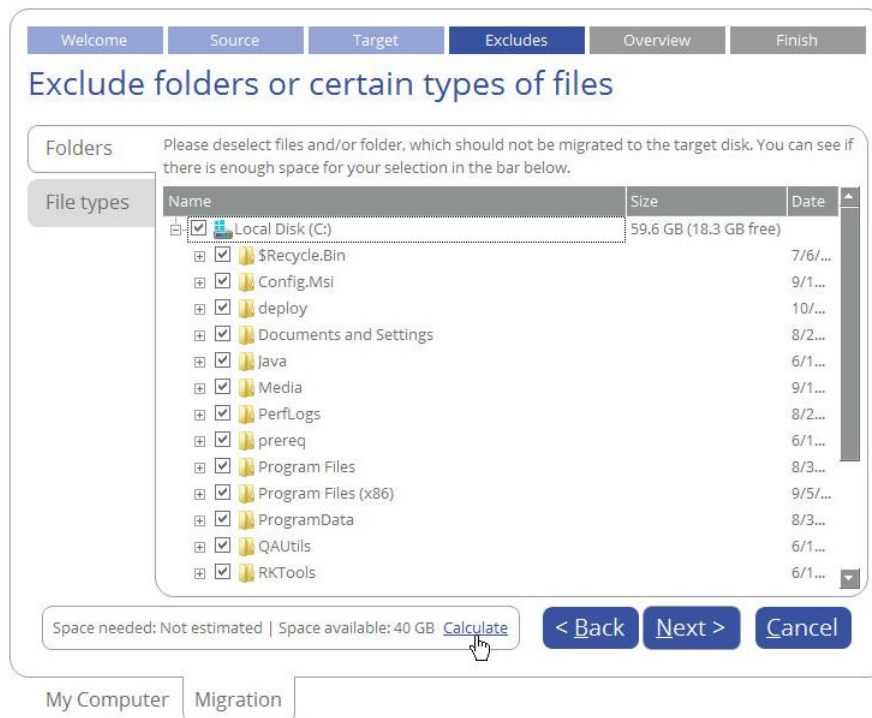 Welcome Source Target Excludes Overview Finish
Exclude folders or certain types of files
Folders
File types
Please deselect files and/or folder, which should not be migrated to the target disk. You can see if
there is enough space for your selection in the bar below.
Name Size Date
Local Disk (C:) 59.6 GB (18.3 GB free)
$Recycle.Bin 7/6/...
Config.Msi 9/1...
deploy 10/...
Documents and Settings 8/2...
Java 6/1...
Media 9/1...
PerfLogs 8/2...
prereq 6/1...
Program Files 8/3...
Program Files (x86) 9/5/...
ProgramData 8/3...
QAUtils 6/1...
RKTools 6/1...
Space needed: Not estimated | Space available: 40 GB Calculate < Back Next > Cancel
My Computer Migration